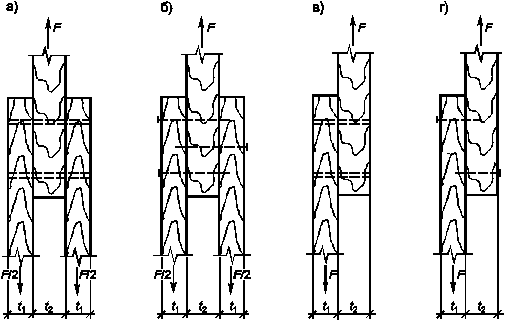 а) б) в) г)
F F F F
F/2 F/2 F/2 F/2 F F
t1 t2 t1 t1 t2 t1 t1 t2 t1 t2